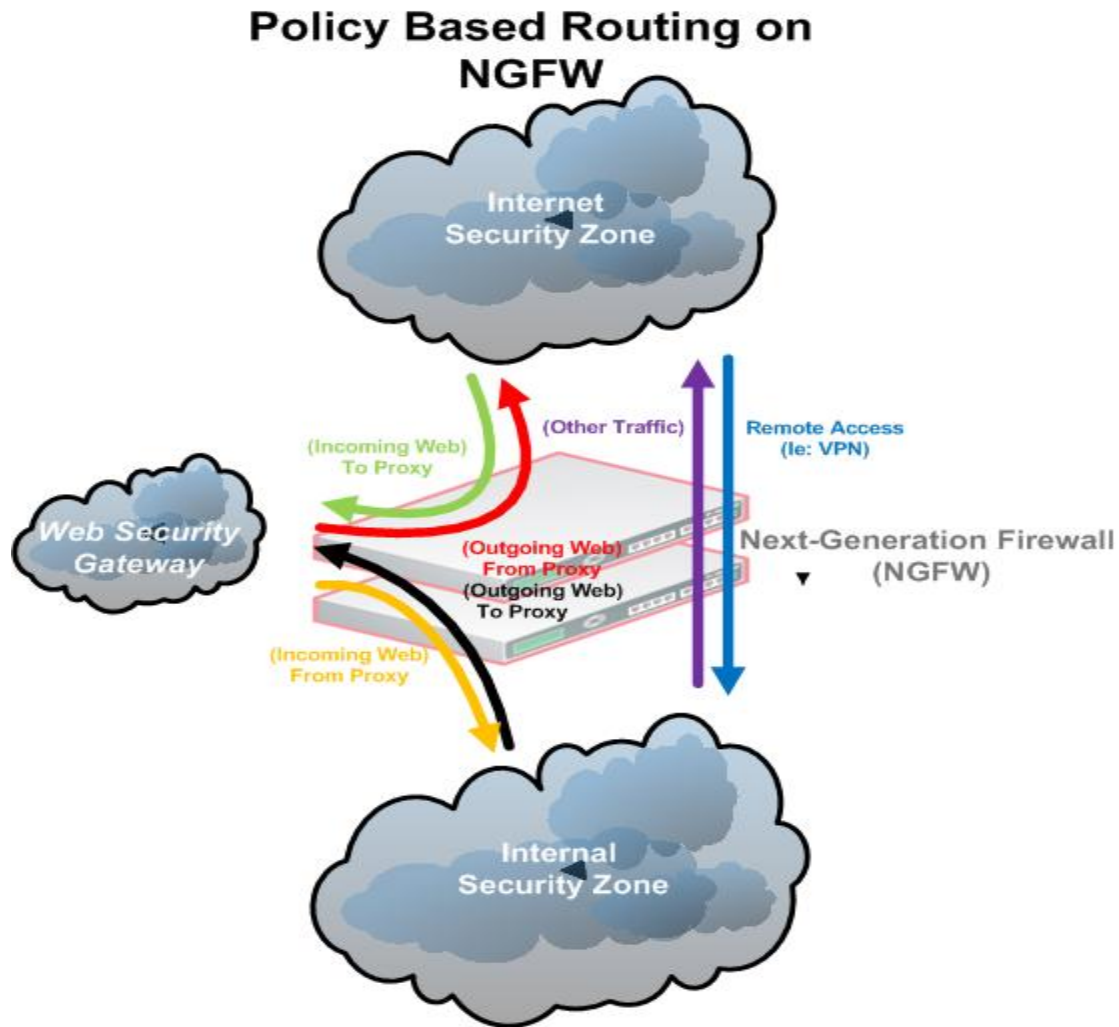 Policy Based Routing on
NGFW
Internet
Security Zone
(Other Traffic)
Remote Access
(Ie: VPN)
(Incoming Web)
To Proxy
Web Security
Gateway
(Outgoing Web)
From Proxy
(Outgoing Web)
To Proxy
Next-Generation Firewall
(NGFW)
(Incoming Web)
From Proxy
Internal
Security Zone